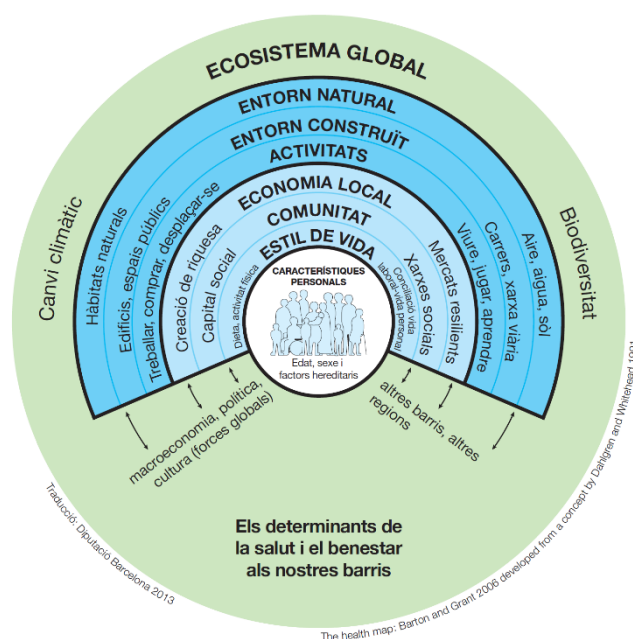 ECOSISTEMA GLOBAL
ENTORN NATURAL
ENTORN CONSTRUÏT
ACTIVITATS
ECONOMIA LOCAL
COMUNITAT
ESTIL DE VIDA
CARACTERÍSTIQUES
PERSONALS
Edat, sexe i
factors hereditaris
Canvi climàtic
Hàbitats naturals
Edificis, espais públics
Treballar, comprar, desplaçar-se
Creació de riquesa
Capital social
Dieta, activitat física
Conciliació vida
laboral-vida personal
Xarxes socials
Mercats resilients
Viure, jugar, aprendre
Carrers, xarxa viària
Aire, aigua, sòl
Biodiversitat
macroeconomia, política,
cultura (forces globals)
altres barris, altres
regions
Els determinants de
la salut i el benestar
als nostres barris
Traducció: Diputació Barcelona 2013
The health map: Barton and Grant 2006 developed from a concept by Dahlgren and Whitehead 1991